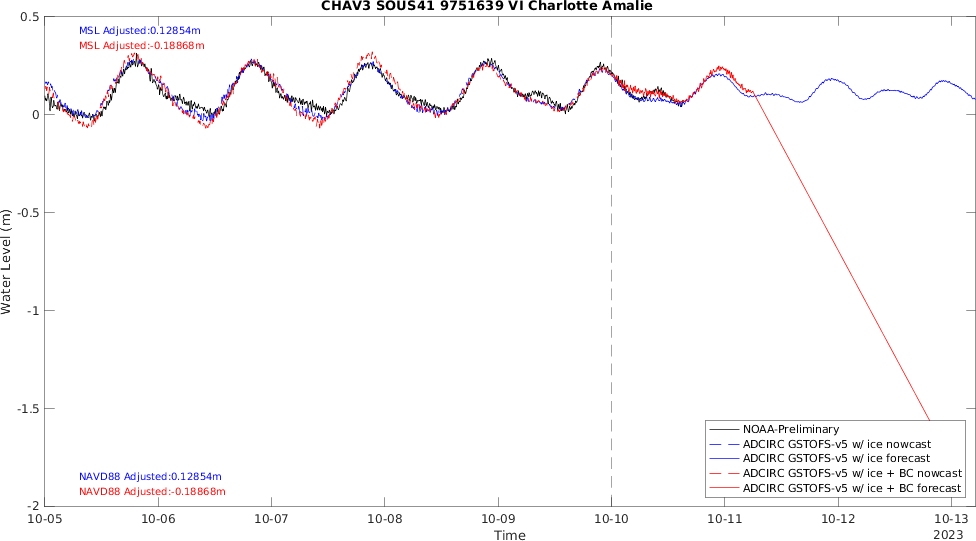 CHAV3 SOUS41 9751639 VI Charlotte Amalie
MSL Adjusted:0.12854m
MSL Adjusted:-0.18868m
0.5
0
-0.5
-1
-1.5
-2
Water Level (m)
NAVD88 Adjusted:0.12854m
NAVD88 Adjusted:-0.18868m
NOAA-Preliminary
ADCIRC GSTOFS-v5 w/ ice nowcast
ADCIRC GSTOFS-v5 w/ ice forecast
ADCIRC GSTOFS-v5 w/ ice + BC nowcast
ADCIRC GSTOFS-v5 w/ ice + BC forecast
10-05 10-06 10-07 10-08 10-09 10-10 10-11 10-12 10-13
Time
2023